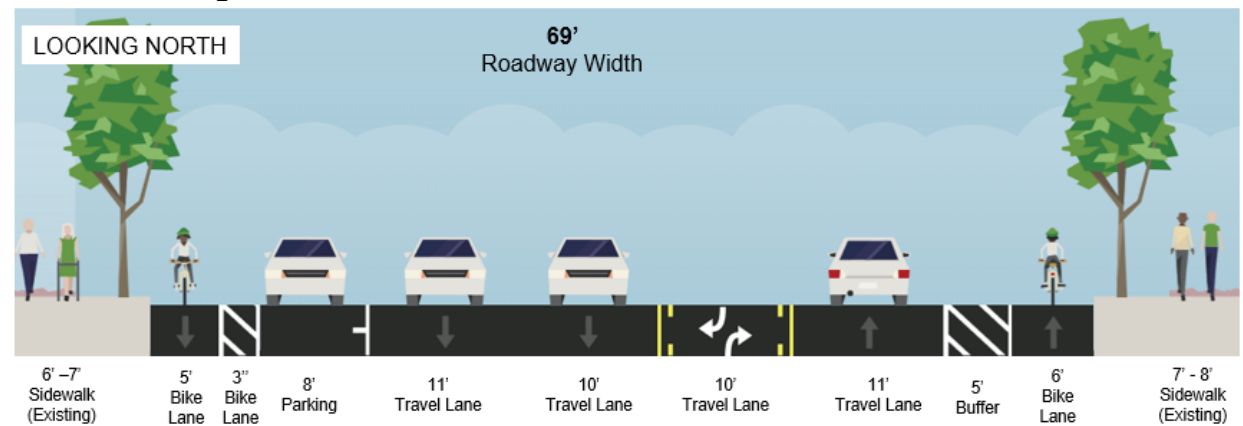 LOOKING NORTH
69’
Roadway Width
6’ –7’
Sidewalk
(Existing)
5’
Bike
Lane
3’’
Bike
Lane
8’
Parking
11’
Travel Lane
10’
Travel Lane
10’
Travel Lane
11’
Travel Lane
5’
Buffer
6’
Bike
Lane
7’ - 8’
Sidewalk
(Existing)